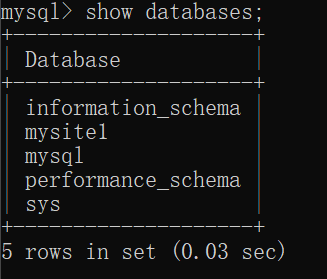 mysql> show databases;
+--------------------+
| Database           |
+--------------------+
| information_schema |
| mysite1            |
| mysql              |
| performance_schema |
| sys                |
+--------------------+
5 rows in set (0.03 sec)